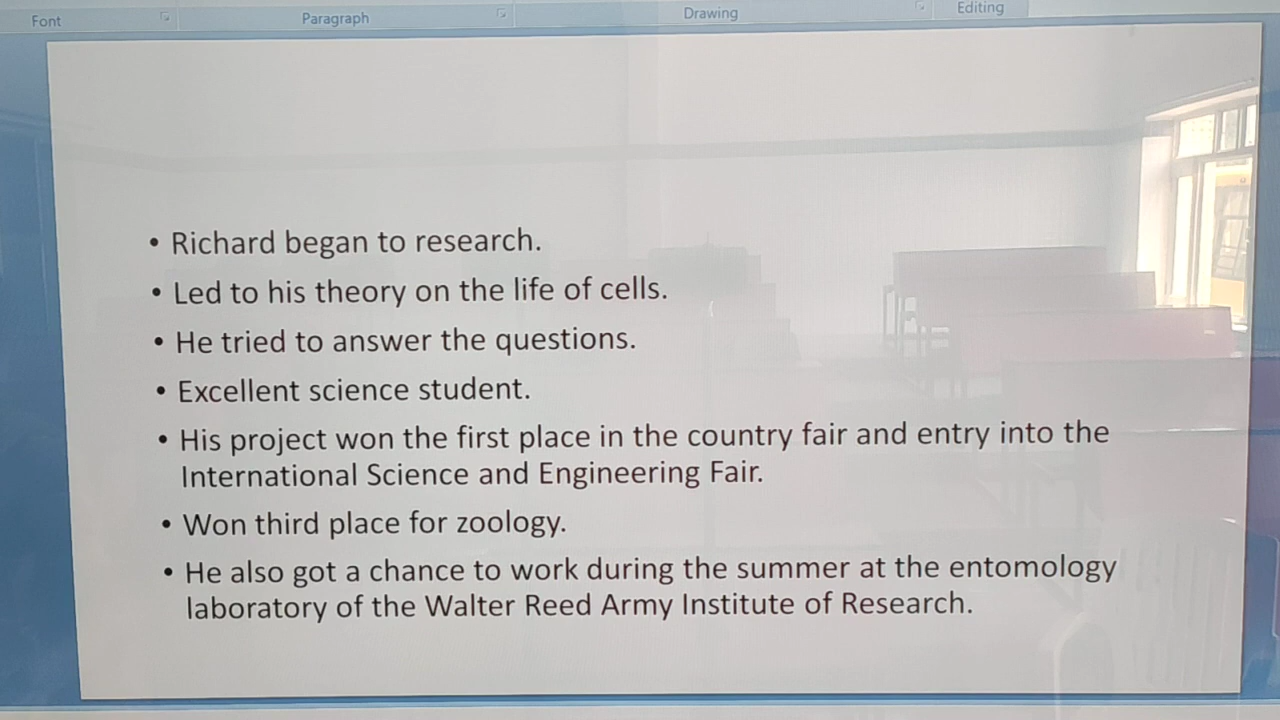 Font Paragraph Drawing Editing
• Richard began to research.
• Led to his theory on the life of cells.
• He tried to answer the questions.
• Excellent science student.
• His project won the first place in the country fair and entry into the
International Science and Engineering Fair.
• Won third place for zoology.
• He also got a chance to work during the summer at the entomology
laboratory of the Walter Reed Army Institute of Research.